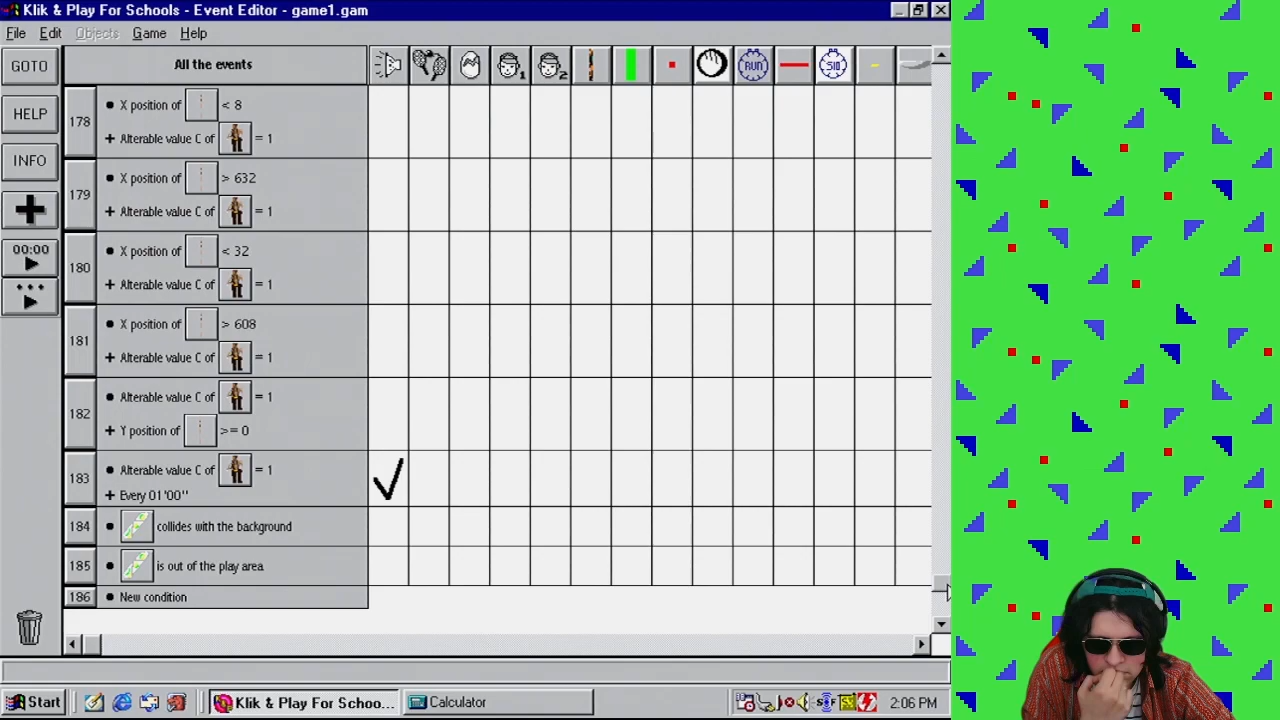 Klik & Play For Schools - Event Editor - game1.gam
File Edit Objects Game Help
GOTO
HELP
INFO
00:00
All the events
1
2
RUN
178
X position of < 8
+ Alterable value C of = 1
179
X position of > 632
+ Alterable value C of = 1
180
X position of < 32
+ Alterable value C of = 1
181
X position of > 608
+ Alterable value C of = 1
182
Alterable value C of = 1
+ Y position of >= 0
183
Alterable value C of = 1
+ Every 01'00''
184
collides with the background
185
is out of the play area
186
New condition
Start
Klik & Play For Schoo...
Calculator
2:06 PM